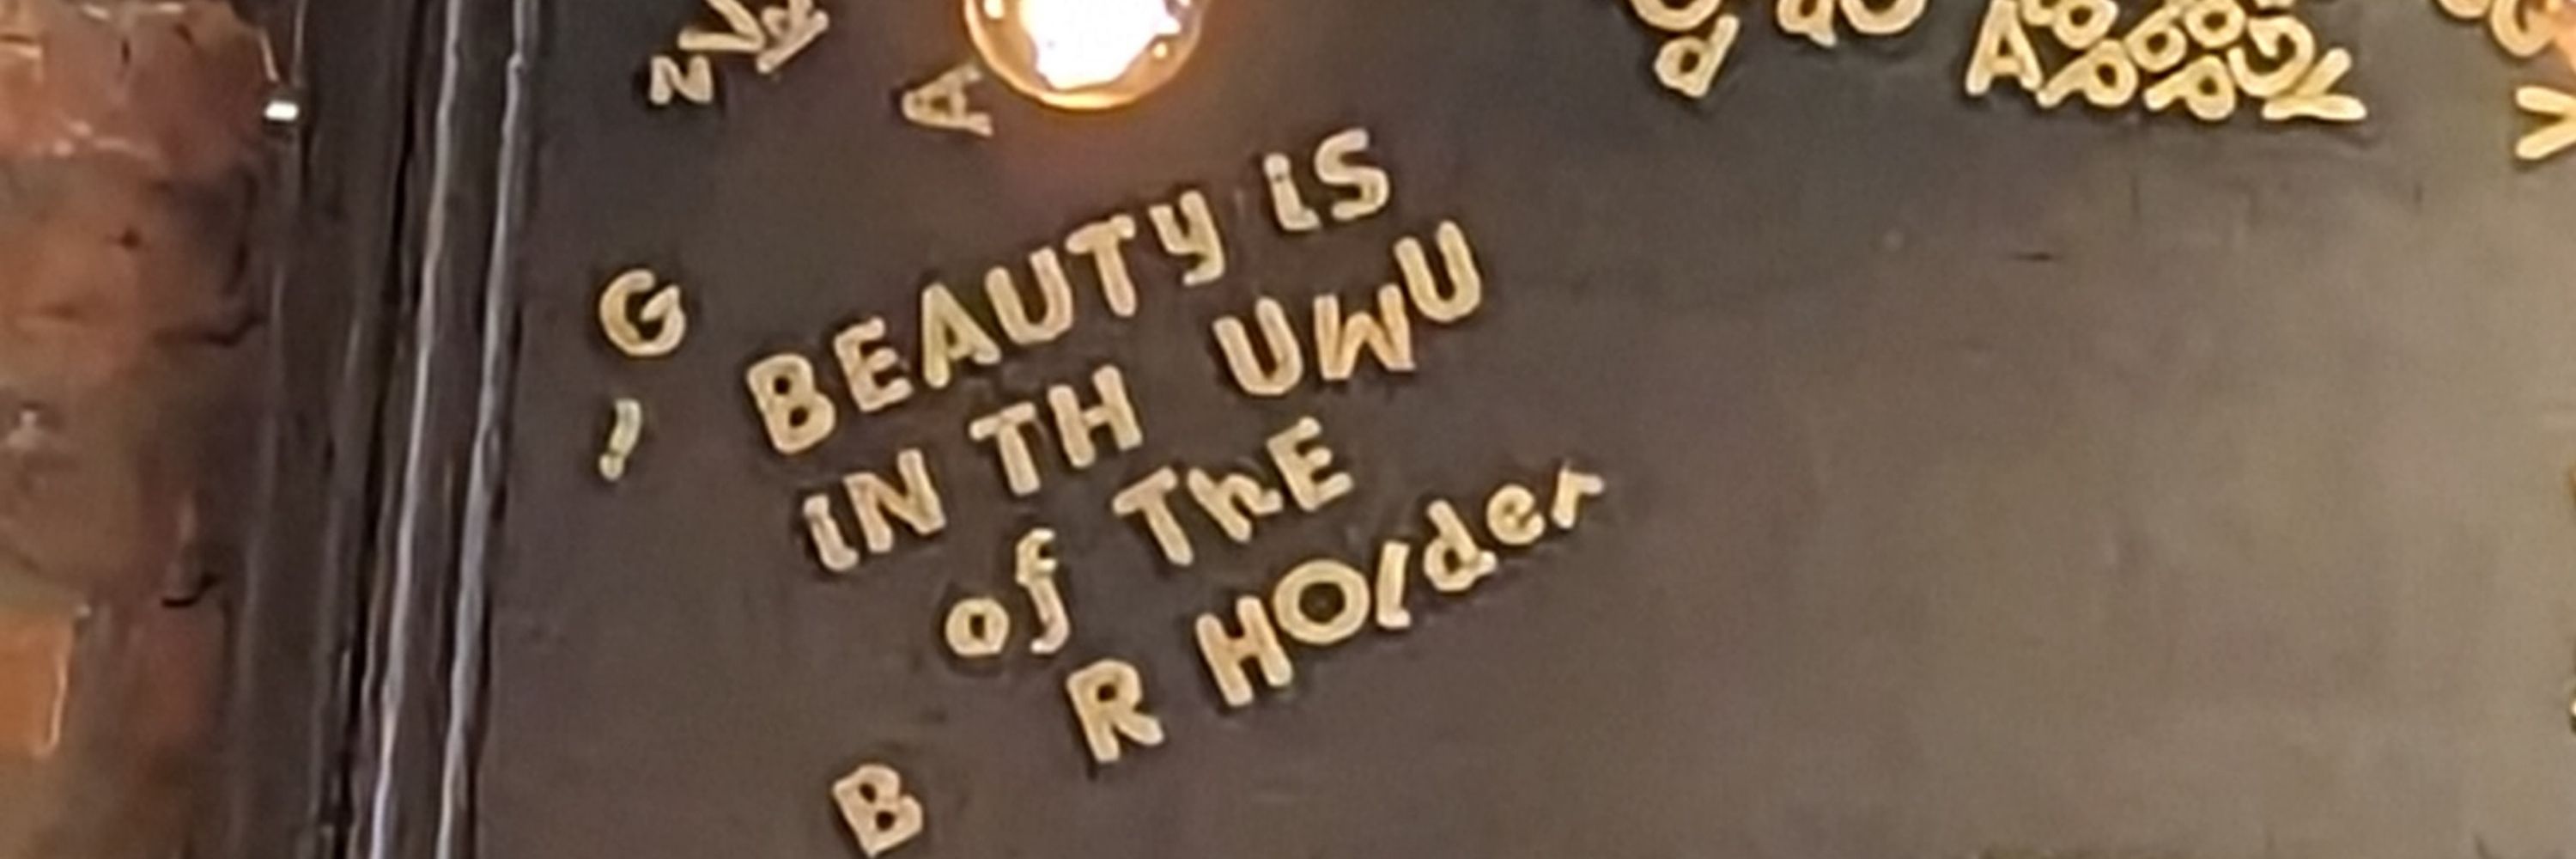 BEAUTy iS
iN TH UWU
of ThE
R HOlder
B
G
!
A